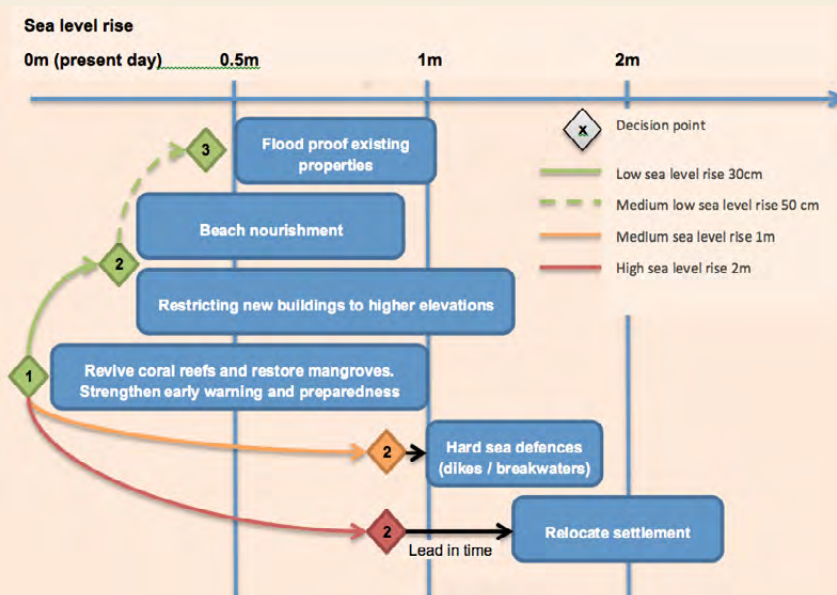 Sea level rise
0m (present day) 0.5m 1m 2m
x Decision point
3 Flood proof existing
properties
Low sea level rise 30cm
Medium low sea level rise 50 cm
Beach nourishment
Medium sea level rise 1m
2
High sea level rise 2m
Restricting new buildings to higher elevations
1 Revive coral reefs and restore mangroves.
Strengthen early warning and preparedness
2 Hard sea defences
(dikes / breakwaters)
2 Relocate settlement
Lead in time